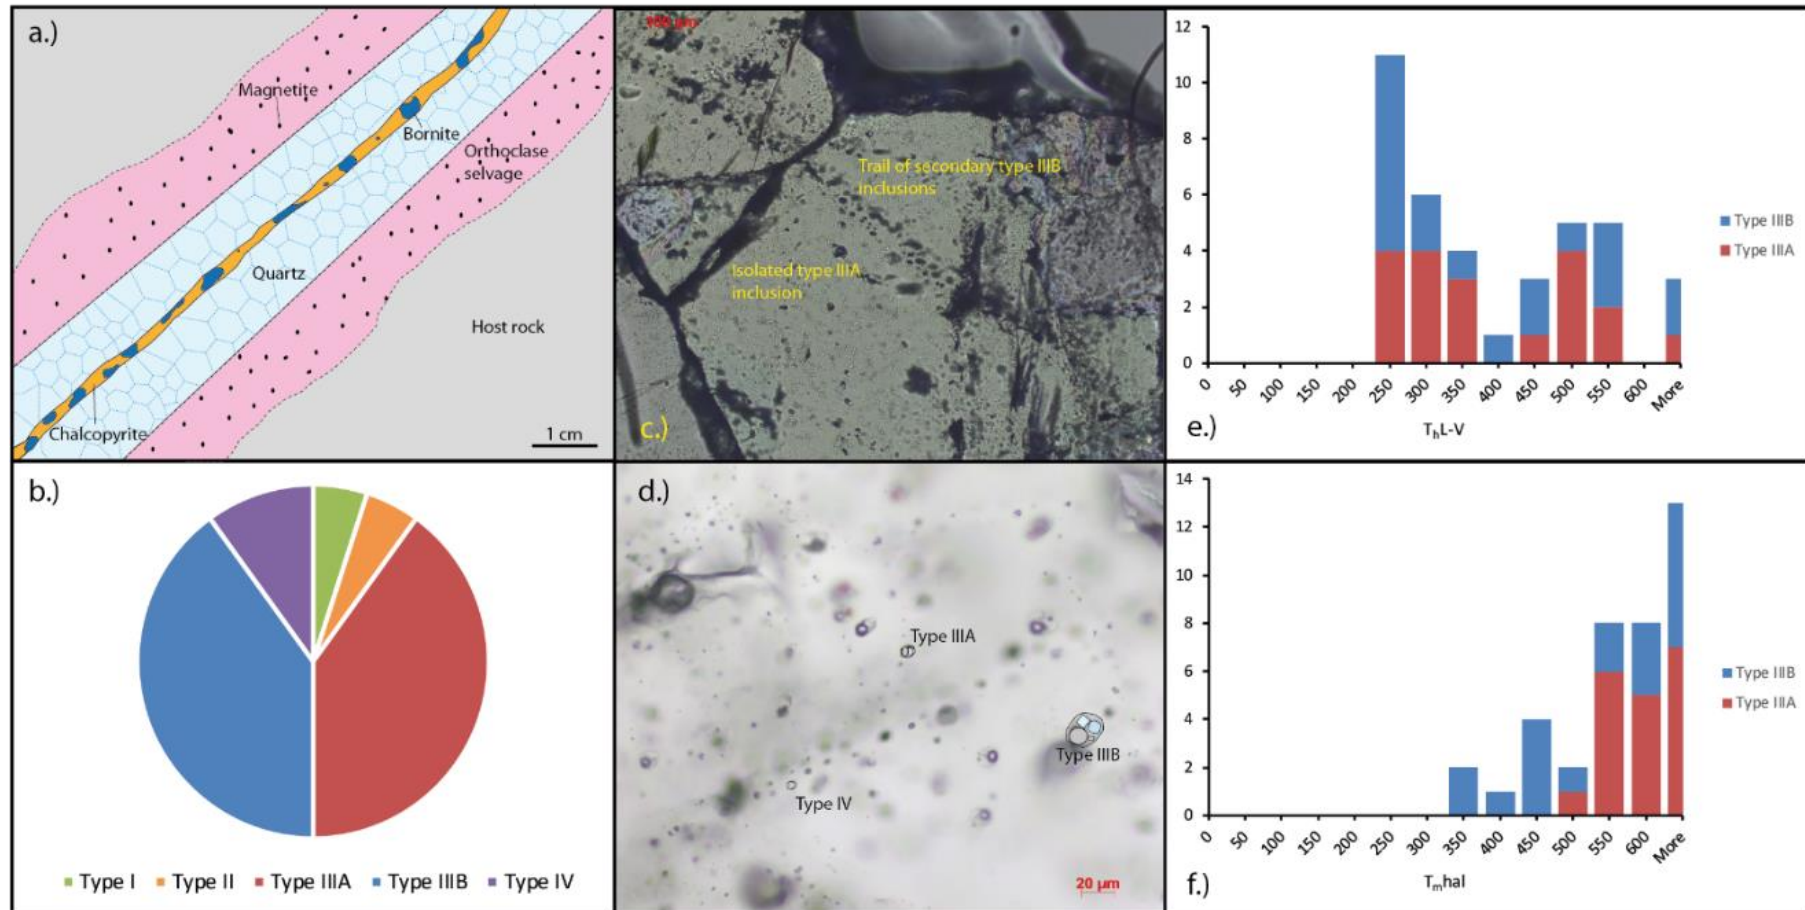 a.)
Magnetite
Bornite
Orthoclase
selvage
Quartz
Host rock
Chalcopyrite
1 cm
b.)
Type I
Type II
Type IIIA
Type IIIB
Type IV
100 µm
Trail of secondary type IIIB
inclusions
Isolated type IIIA
inclusion
c.)
d.)
Type IIIA
Type IIIB
Type IV
20 µm
12
10
8
6
4
2
0
0 50 100 150 200 250 300 350 400 450 500 550 600 More
ThL-V
Type IIIB
Type IIIA
e.)
14
12
10
8
6
4
2
0
0 50 100 150 200 250 300 350 400 450 500 550 600 More
Tmhal
Type IIIB
Type IIIA
f.)